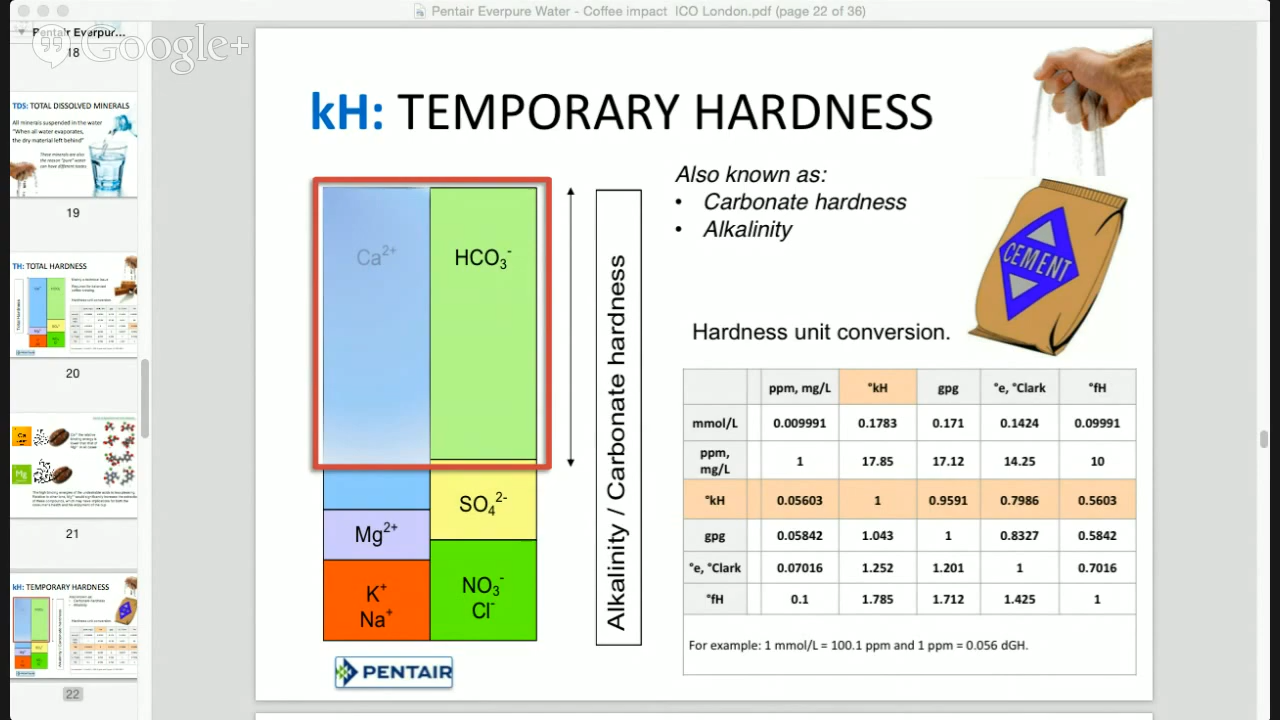 Pentair Everpure Water - Coffee impact ICO London.pdf (page 22 of 36)
Pentair Everpur...
Google+
18
TDS: TOTAL DISSOLVED MINERALS
All minerals suspended in the water
"When all water evaporates,
the dry material left behind"
These minerals are also
the reason "pure" water
can have different tastes
19
TH: TOTAL HARDNESS
20
Ca
Mg
21
kH: TEMPORARY HARDNESS
22
kH: TEMPORARY HARDNESS
Also known as:
• Carbonate hardness
• Alkalinity
CEMENT
Ca²⁺
HCO₃⁻
SO₄²⁻
Mg²⁺
K⁺
Na⁺
NO₃⁻
Cl⁻
Alkalinity / Carbonate hardness
PENTAIR
Hardness unit conversion.
ppm, mg/L °kH gpg °e, °Clark °fH
mmol/L 0.009991 0.1783 0.171 0.1424 0.09991
ppm, mg/L 1 17.85 17.12 14.25 10
°kH 0.05603 1 0.9591 0.7986 0.5603
gpg 0.05842 1.043 1 0.8327 0.5842
°e, °Clark 0.07016 1.252 1.201 1 0.7016
°fH 0.1 1.785 1.712 1.425 1
For example: 1 mmol/L = 100.1 ppm and 1 ppm = 0.056 dGH.